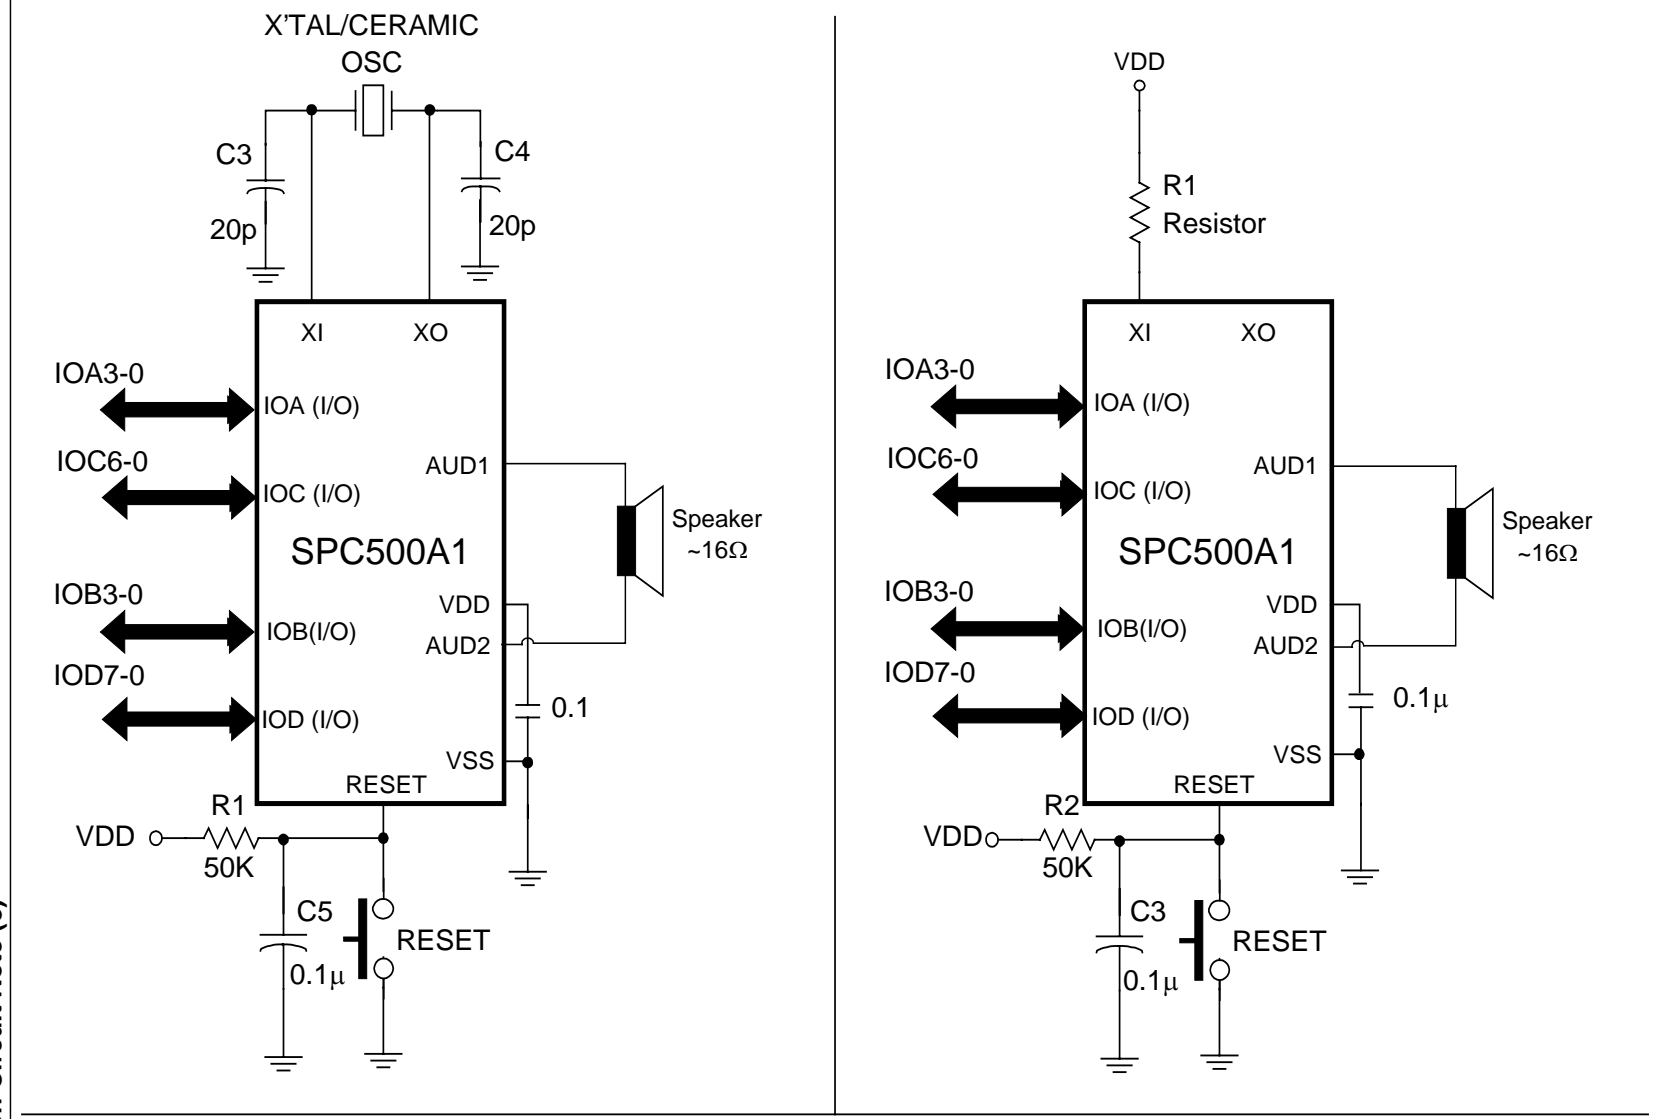 X'TAL/CERAMIC
OSC
C3
C4
20p
20p
XI
XO
IOA3-0
IOA (I/O)
IOC6-0
IOC (I/O)
AUD1
Speaker
~16Ω
SPC500A1
IOB3-0
IOB(I/O)
VDD
AUD2
IOD7-0
IOD (I/O)
0.1
VSS
RESET
R1
VDD
50K
C5
0.1µ
RESET
VDD
R1
Resistor
XI
XO
IOA3-0
IOA (I/O)
IOC6-0
IOC (I/O)
AUD1
Speaker
~16Ω
SPC500A1
IOB3-0
IOB(I/O)
VDD
AUD2
IOD7-0
IOD (I/O)
0.1µ
VSS
RESET
R2
VDD
50K
C3
0.1µ
RESET